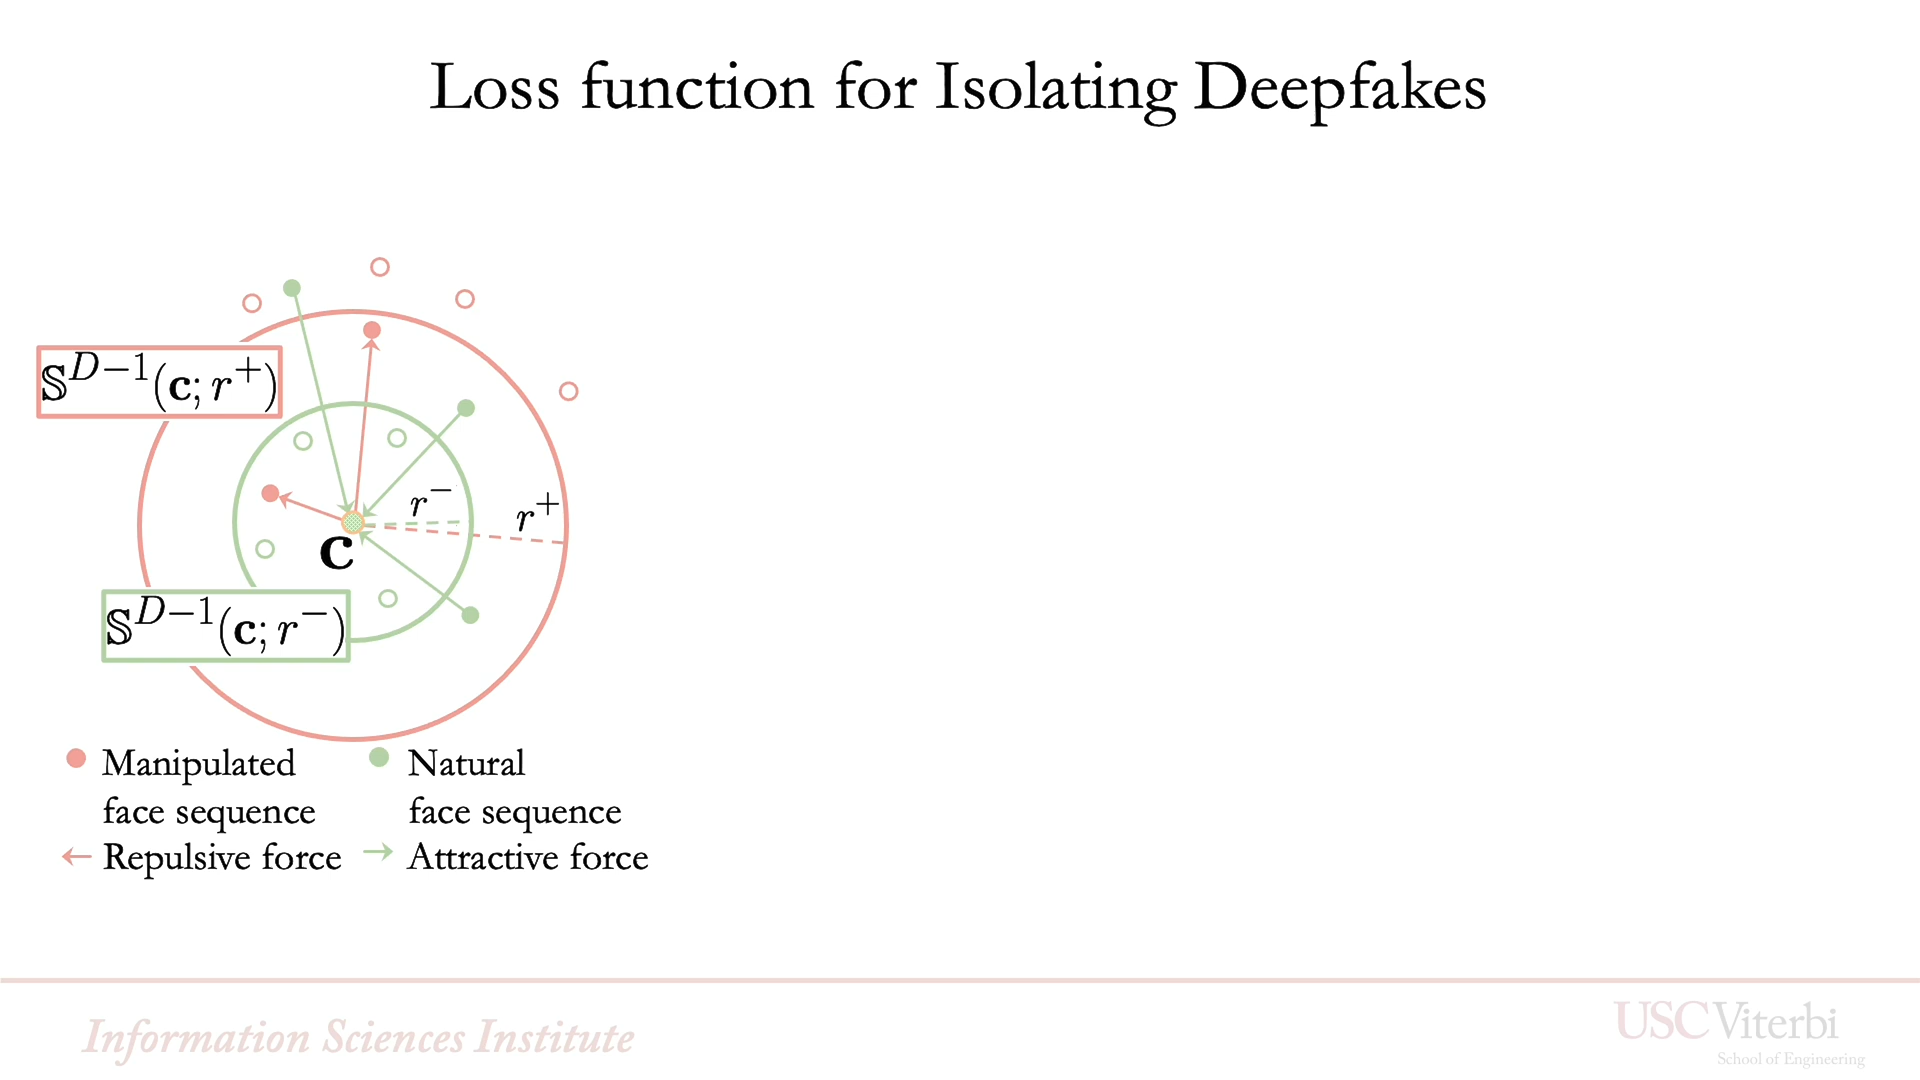 Loss function for Isolating Deepfakes
𝕊^{D−1}(𝐜; r^+)
r^−
r^+
𝐜
𝕊^{D−1}(𝐜; r^−)
Manipulated face sequence
Natural face sequence
Repulsive force
Attractive force
Information Sciences Institute
USC Viterbi
School of Engineering